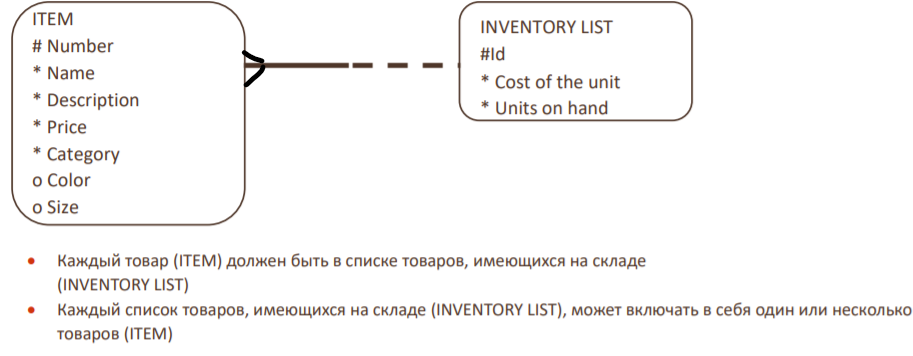 ITEM
# Number
* Name
* Description
* Price
* Category
o Color
o Size
INVENTORY LIST
#Id
* Cost of the unit
* Units on hand
• Каждый товар (ITEM) должен быть в списке товаров, имеющихся на складе
(INVENTORY LIST)
• Каждый список товаров, имеющихся на складе (INVENTORY LIST), может включать в себя один или несколько
товаров (ITEM)